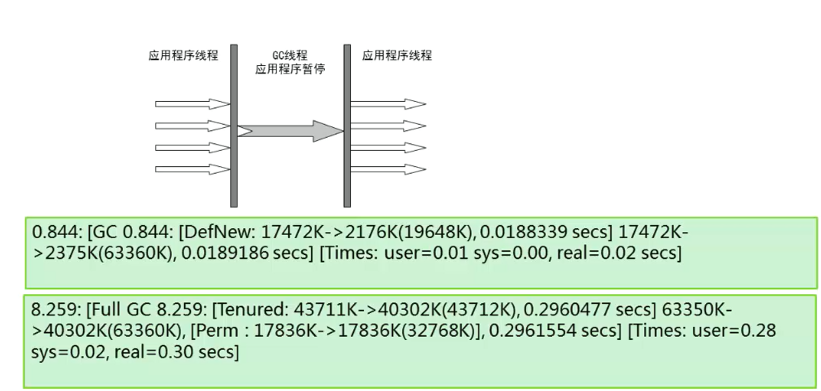 应用程序线程
GC线程
应用程序暂停
应用程序线程
0.844: [GC 0.844: [DefNew: 17472K->2176K(19648K), 0.0188339 secs] 17472K-
>2375K(63360K), 0.0189186 secs] [Times: user=0.01 sys=0.00, real=0.02 secs]
8.259: [Full GC 8.259: [Tenured: 43711K->40302K(43712K), 0.2960477 secs] 63350K-
>40302K(63360K), [Perm : 17836K->17836K(32768K)], 0.2961554 secs] [Times: user=0.28
sys=0.02, real=0.30 secs]